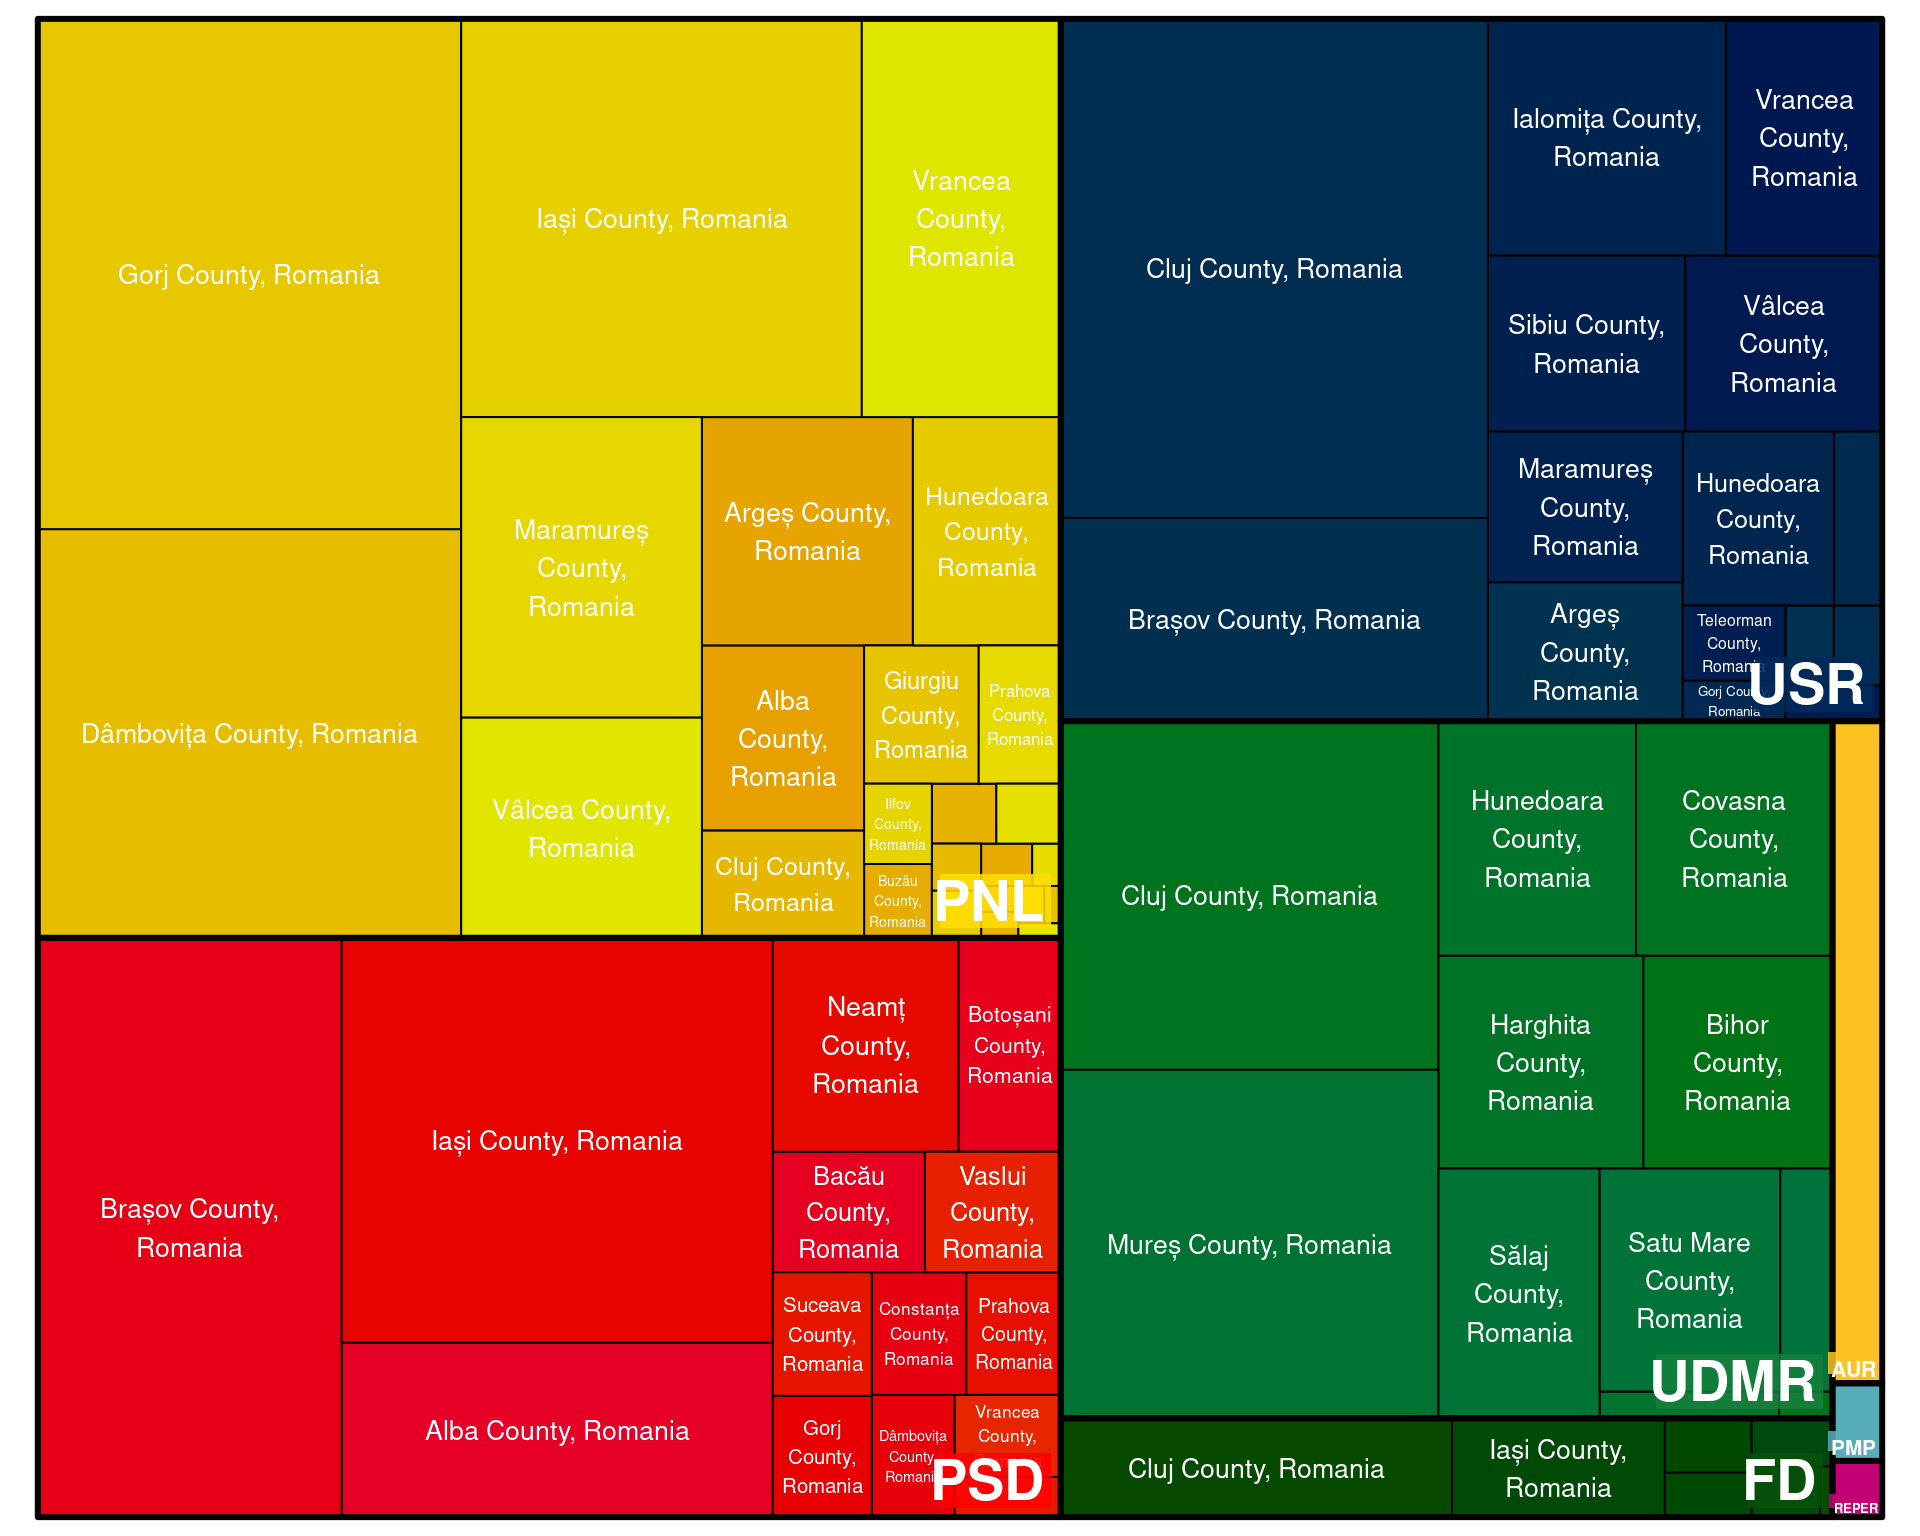 Gorj County, Romania
Iași County, Romania
Vrancea
County,
Romania
Dâmbovița County, Romania
Maramureș
County,
Romania
Argeș County,
Romania
Hunedoara
County,
Romania
Vâlcea County,
Romania
Alba
County,
Romania
Giurgiu
County,
Romania
Prahova
County,
Romania
Cluj County,
Romania
Ilfov
County,
Romania
Buzău
County,
Romania
PNL
Brașov County,
Romania
Iași County, Romania
Alba County, Romania
Neamț
County,
Romania
Botoșani
County,
Romania
Bacău
County,
Romania
Vaslui
County,
Romania
Suceava
County,
Romania
Constanța
County,
Romania
Prahova
County,
Romania
Gorj
County,
Romania
Dâmbovița
County,
Romania
Vrancea
County,
PSD
Cluj County, Romania
Brașov County, Romania
Ialomița County,
Romania
Vrancea
County,
Romania
Sibiu County,
Romania
Vâlcea
County,
Romania
Maramureș
County,
Romania
Hunedoara
County,
Romania
Argeș
County,
Romania
Teleorman
County,
Romania
Gorj County,
Romania
USR
Cluj County, Romania
Mureș County, Romania
Hunedoara
County,
Romania
Covasna
County,
Romania
Harghita
County,
Romania
Bihor
County,
Romania
Sălaj
County,
Romania
Satu Mare
County,
Romania
UDMR
Cluj County, Romania
Iași County,
Romania
FD
AUR
PMP
REPER